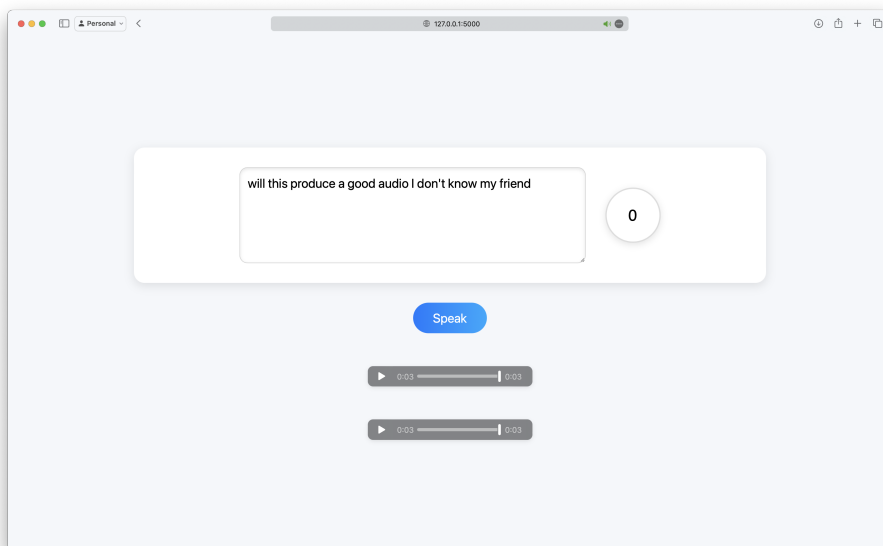 Personal
127.0.0.1:5000
will this produce a good audio I don't know my friend
0
Speak
0:03 0:03
0:03 0:03